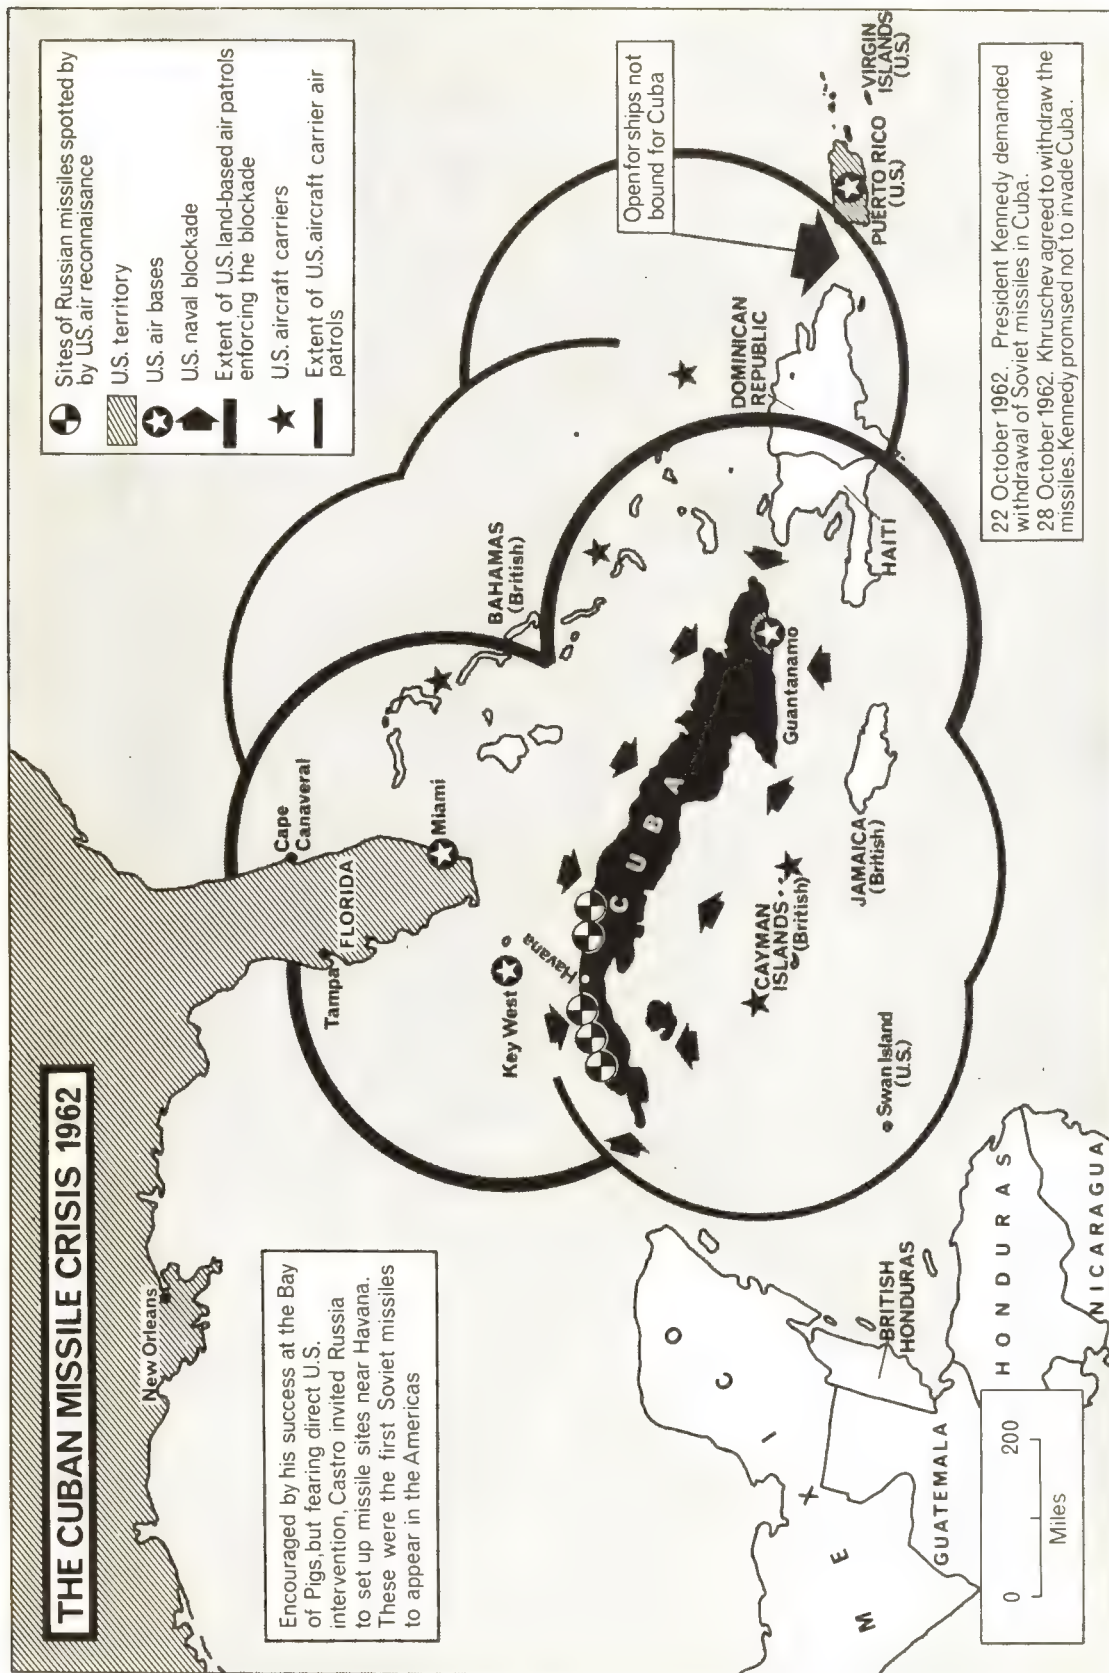 THE CUBAN MISSILE CRISIS 1962
Sites of Russian missiles spotted by
by U.S. air reconnaisance
U.S. territory
U.S. air bases
U.S. naval blockade
Extent of U.S. land-based air patrols
enforcing the blockade
U.S. aircraft carriers
Extent of U.S. aircraft carrier air
patrols
New Orleans
Encouraged by his success at the Bay
of Pigs, but fearing direct U.S.
intervention, Castro invited Russia
to set up missile sites near Havana.
These were the first Soviet missiles
to appear in the Americas
Tampa
FLORIDA
Cape
Canaveral
Miami
Key West
Havana
BAHAMAS
(British)
CUBA
Guantanamo
CAYMAN
ISLANDS
(British)
JAMAICA
(British)
Swan Island
(U.S.)
HAITI
DOMINICAN
REPUBLIC
Open for ships not
bound for Cuba
PUERTO RICO
(U.S.)
VIRGIN
ISLANDS
(U.S.)
MEXICO
BRITISH
HONDURAS
GUATEMALA
HONDURAS
NICARAGUA
0 200
Miles
22 October 1962. President Kennedy demanded
withdrawal of Soviet missiles in Cuba.
28 October 1962. Khruschev agreed to withdraw the
missiles. Kennedy promised not to invade Cuba.